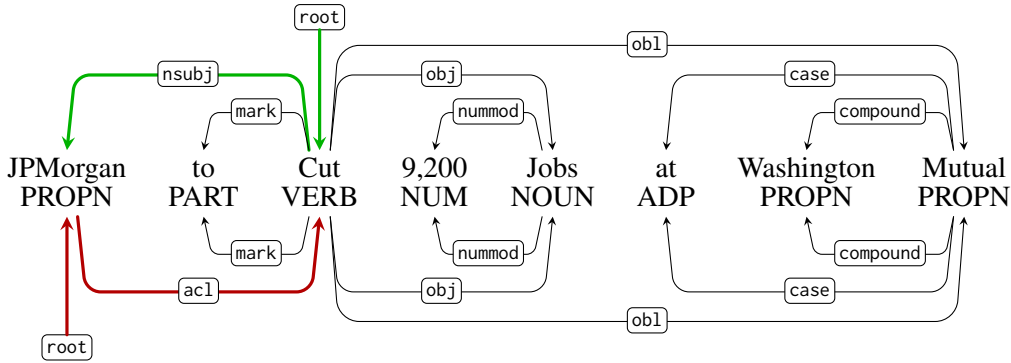 root
obl
nsubj obj case
mark nummod compound
JPMorgan to Cut 9,200 Jobs at Washington Mutual
PROPN PART VERB NUM NOUN ADP PROPN PROPN
mark nummod compound
acl obj case
obl
root